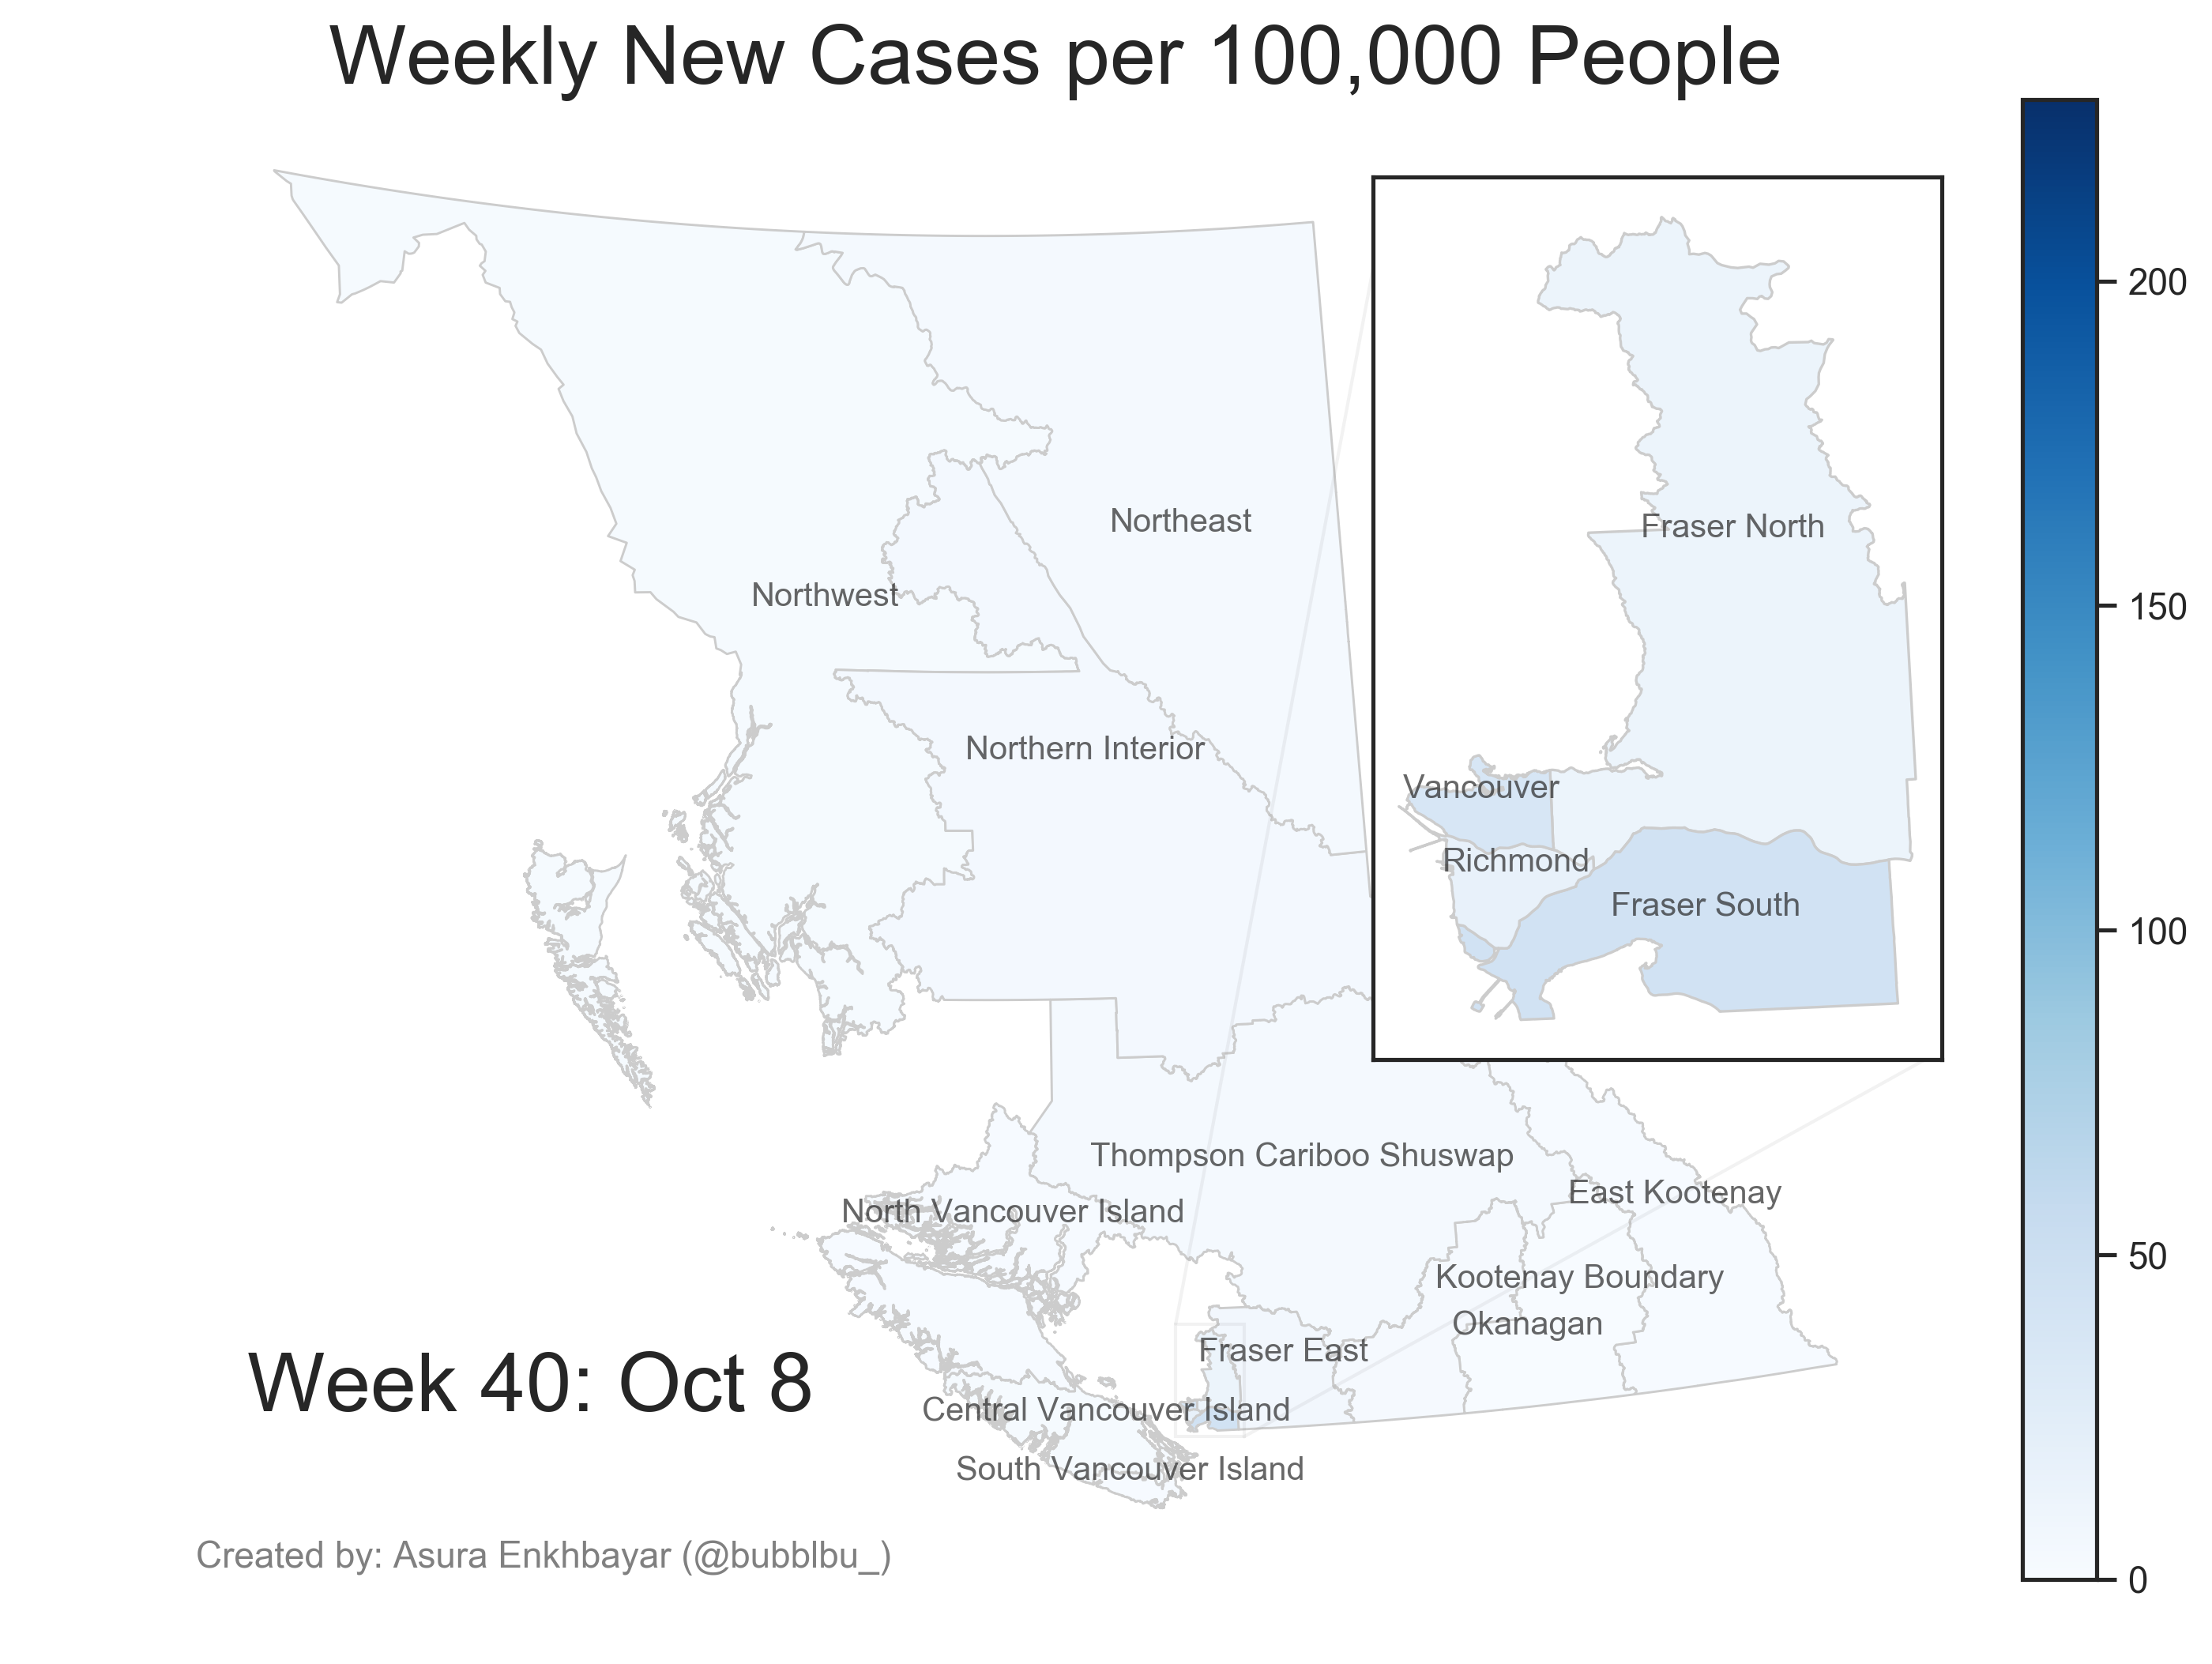 Weekly New Cases per 100,000 People
200
Northeast
Fraser North
Northwest
150
Northern Interior
Vancouver
Richmond
Fraser South
100
Thompson Cariboo Shuswap
East Kootenay
North Vancouver Island
50
Kootenay Boundary
Okanagan
Fraser East
Week 40: Oct 8
Central Vancouver Island
South Vancouver Island
Created by: Asura Enkhbayar (@bubblbu_)
0